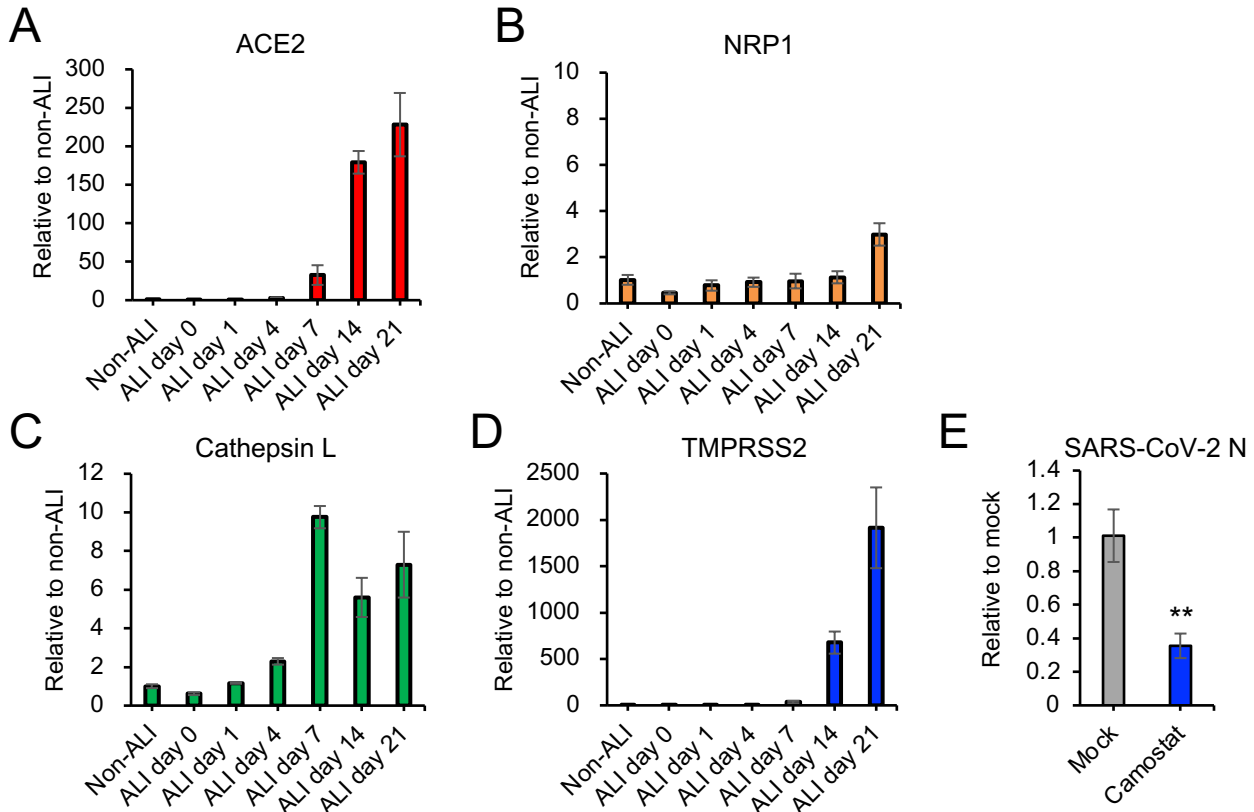 A
ACE2
Relative to non-ALI
300
250
200
150
100
50
0
Non-ALI
ALI day 0
ALI day 1
ALI day 4
ALI day 7
ALI day 14
ALI day 21
B
NRP1
Relative to non-ALI
10
8
6
4
2
0
Non-ALI
ALI day 0
ALI day 1
ALI day 4
ALI day 7
ALI day 14
ALI day 21
C
Cathepsin L
Relative to non-ALI
12
10
8
6
4
2
0
Non-ALI
ALI day 0
ALI day 1
ALI day 4
ALI day 7
ALI day 14
ALI day 21
D
TMPRSS2
Relative to non-ALI
2500
2000
1500
1000
500
0
Non-ALI
ALI day 0
ALI day 1
ALI day 4
ALI day 7
ALI day 14
ALI day 21
E
SARS-CoV-2 N
Relative to mock
1.4
1.2
1
0.8
0.6
0.4
0.2
0
**
Mock
Camostat